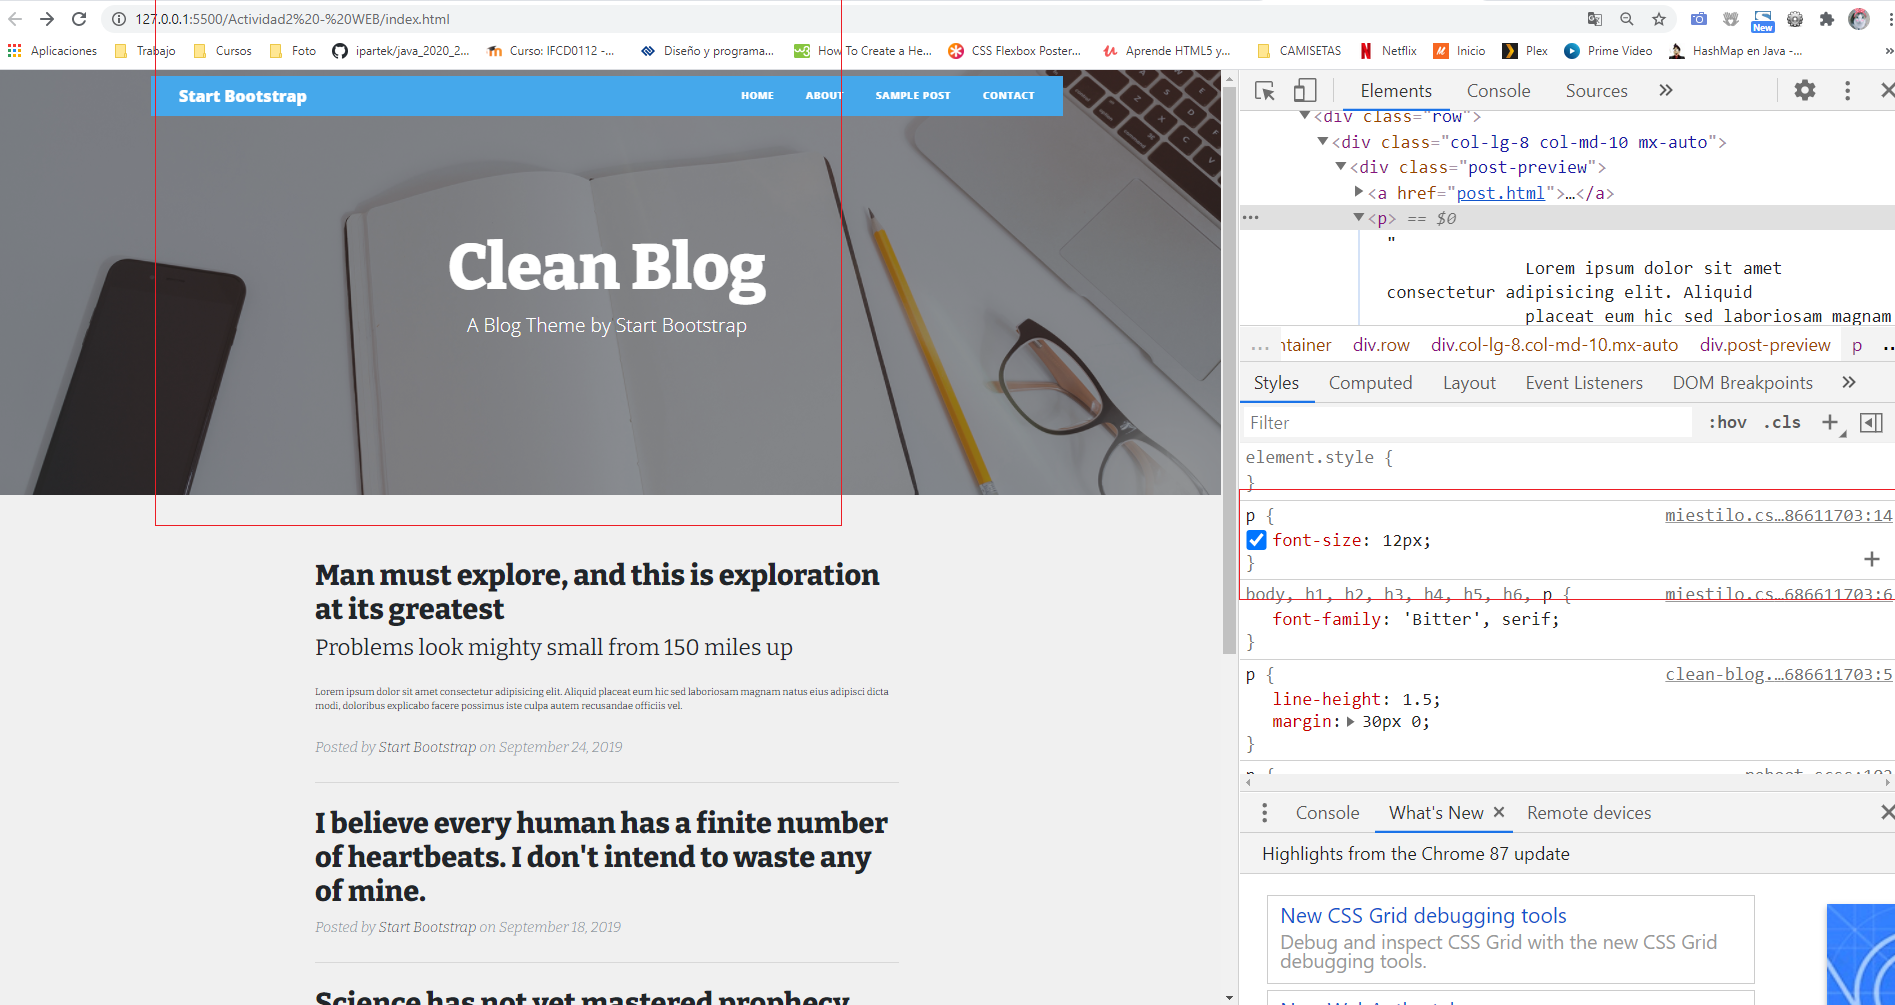 127.0.0.1:5500/Actividad2%20-%20WEB/index.html
New
Aplicaciones Trabajo Cursos Foto ipartek/java_2020_2... Curso: IFCD0112 -... Diseño y programa... How To Create a He... CSS Flexbox Poster... Aprende HTML5 y... CAMISETAS Netflix Inicio Plex Prime Video HashMap en Java -... »
Start Bootstrap HOME ABOUT SAMPLE POST CONTACT
Clean Blog
A Blog Theme by Start Bootstrap
Man must explore, and this is exploration
at its greatest
Problems look mighty small from 150 miles up
Lorem ipsum dolor sit amet consectetur adipisicing elit. Aliquid placeat eum hic sed laboriosam magnam natus eius adipisci dicta
modi, doloribus explicabo facere possimus iste culpa autem recusandae officiis vel.
Posted by Start Bootstrap on September 24, 2019
I believe every human has a finite number
of heartbeats. I don't intend to waste any
of mine.
Posted by Start Bootstrap on September 18, 2019
Science has not yet mastered prophecy
Elements Console Sources »
<div class="row">
<div class="col-lg-8 col-md-10 mx-auto">
<div class="post-preview">
<a href="post.html">…</a>
... <p> == $0
"
Lorem ipsum dolor sit amet
consectetur adipisicing elit. Aliquid
placeat eum hic sed laboriosam magnam
... ntainer div.row div.col-lg-8.col-md-10.mx-auto div.post-preview p ..
Styles Computed Layout Event Listeners DOM Breakpoints »
Filter :hov .cls +
element.style {
}
p { miestilo.cs…86611703:14
font-size: 12px;
}
body, h1, h2, h3, h4, h5, h6, p { miestilo.cs…686611703:6
font-family: 'Bitter', serif;
}
p { clean-blog.…686611703:5
line-height: 1.5;
margin: 30px 0;
}
Console What's New × Remote devices
Highlights from the Chrome 87 update
New CSS Grid debugging tools
Debug and inspect CSS Grid with the new CSS Grid
debugging tools.